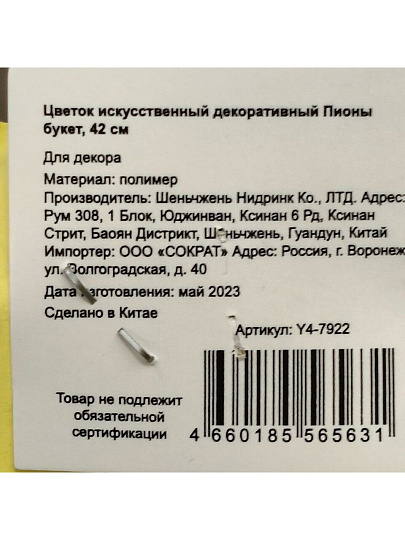 Цветок искусственный декоративный Пионы
букет, 42 см
Для декора
Материал: полимер
Производитель: Шеньчжень Нидринк Ко., ЛТД. Адрес:
Рум 308, 1 Блок, Юджинван, Ксинан 6 Рд, Ксинан
Стрит, Баоян Дистрикт, Шеньчжень, Гуандун, Китай
Импортер: ООО «СОКРАТ» Адрес: Россия, г. Воронеж
ул. Волгоградская, д. 40
Дата изготовления: май 2023
Сделано в Китае
Артикул: Y4-7922
Товар не подлежит
обязательной
сертификации
4 660185 565631